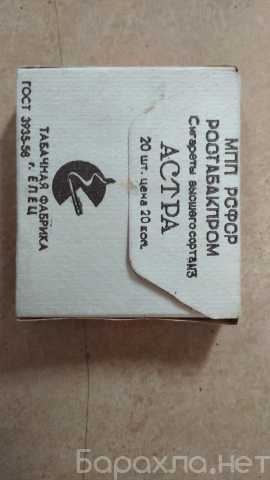 МПП РСФСР
РОСТАБАКПРОМ
Сигареты высшего сорта №3
АСТРА
20 шт. цена 20 коп.
ТАБАЧНАЯ ФАБРИКА
г. ЕЛЕЦ
ГОСТ 3935-58
Барахла.нет